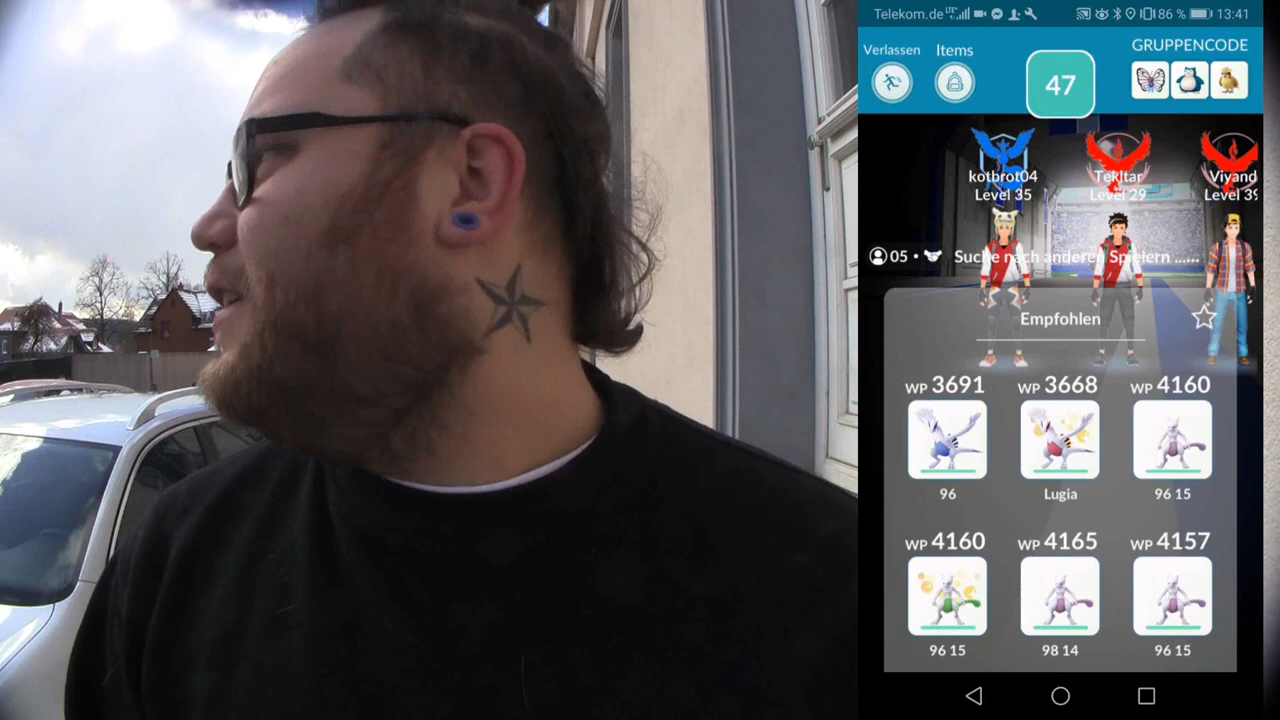 Telekom.de LTE 86 % 13:41
Verlassen Items 47 GRUPPENCODE
kotbrot04 Tekltar Viyand
Level 35 Level 29 Level 39
05 • Suche nach anderen Spielern ......
Empfohlen
WP 3691 WP 3668 WP 4160
96 Lugia 96 15
WP 4160 WP 4165 WP 4157
96 15 98 14 96 15